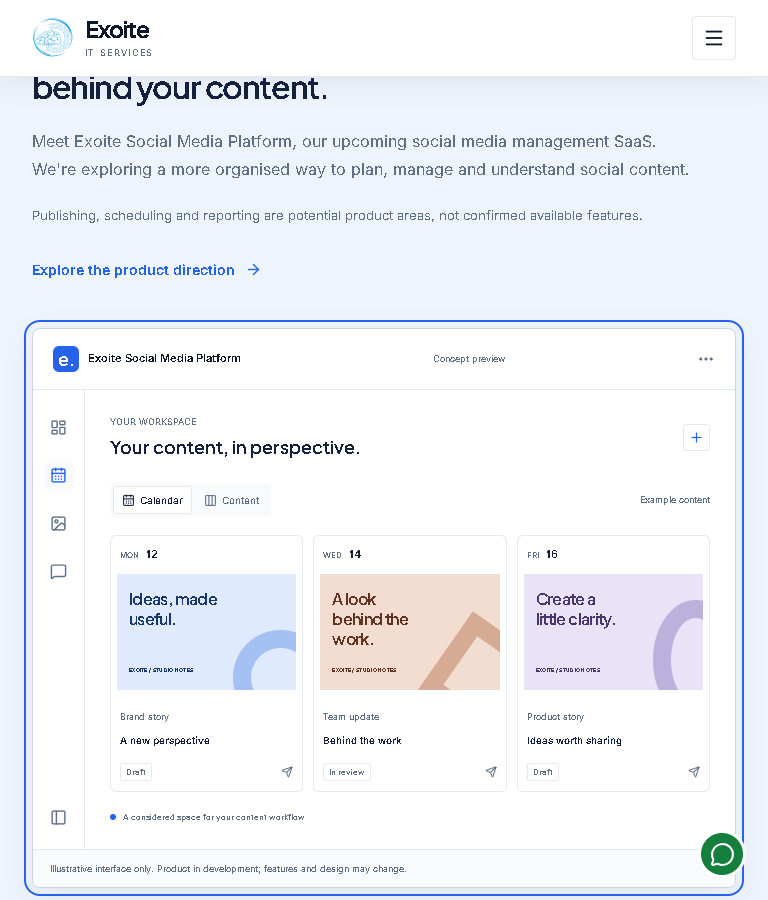 Exoite
IT SERVICES
behind your content.
Meet Exoite Social Media Platform, our upcoming social media management SaaS.
We're exploring a more organised way to plan, manage and understand social content.
Publishing, scheduling and reporting are potential product areas, not confirmed available features.
Explore the product direction
e. Exoite Social Media Platform
Concept preview
YOUR WORKSPACE
Your content, in perspective.
Calendar
Content
Example content
MON 12
Ideas, made
useful.
EXOITE / STUDIO NOTES
Brand story
A new perspective
Draft
WED 14
A look
behind the
work.
EXOITE / STUDIO NOTES
Team update
Behind the work
In review
FRI 16
Create a
little clarity.
EXOITE / STUDIO NOTES
Product story
Ideas worth sharing
Draft
A considered space for your content workflow
Illustrative interface only. Product in development; features and design may change.